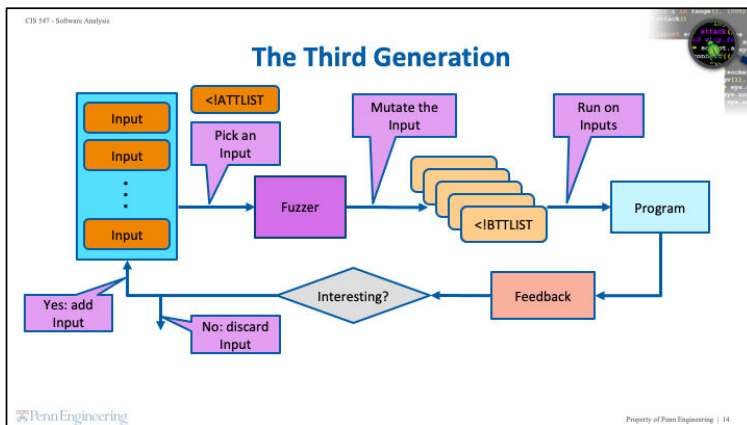 CIS 547 - Software Analysis
The Third Generation
Input
Input
Input
<!ATTLIST
Pick an
Input
Fuzzer
Mutate the
Input
<!BTTLIST
Run on
Inputs
Program
Feedback
Interesting?
Yes: add
Input
No: discard
Input
Penn Engineering
Property of Penn Engineering | 14